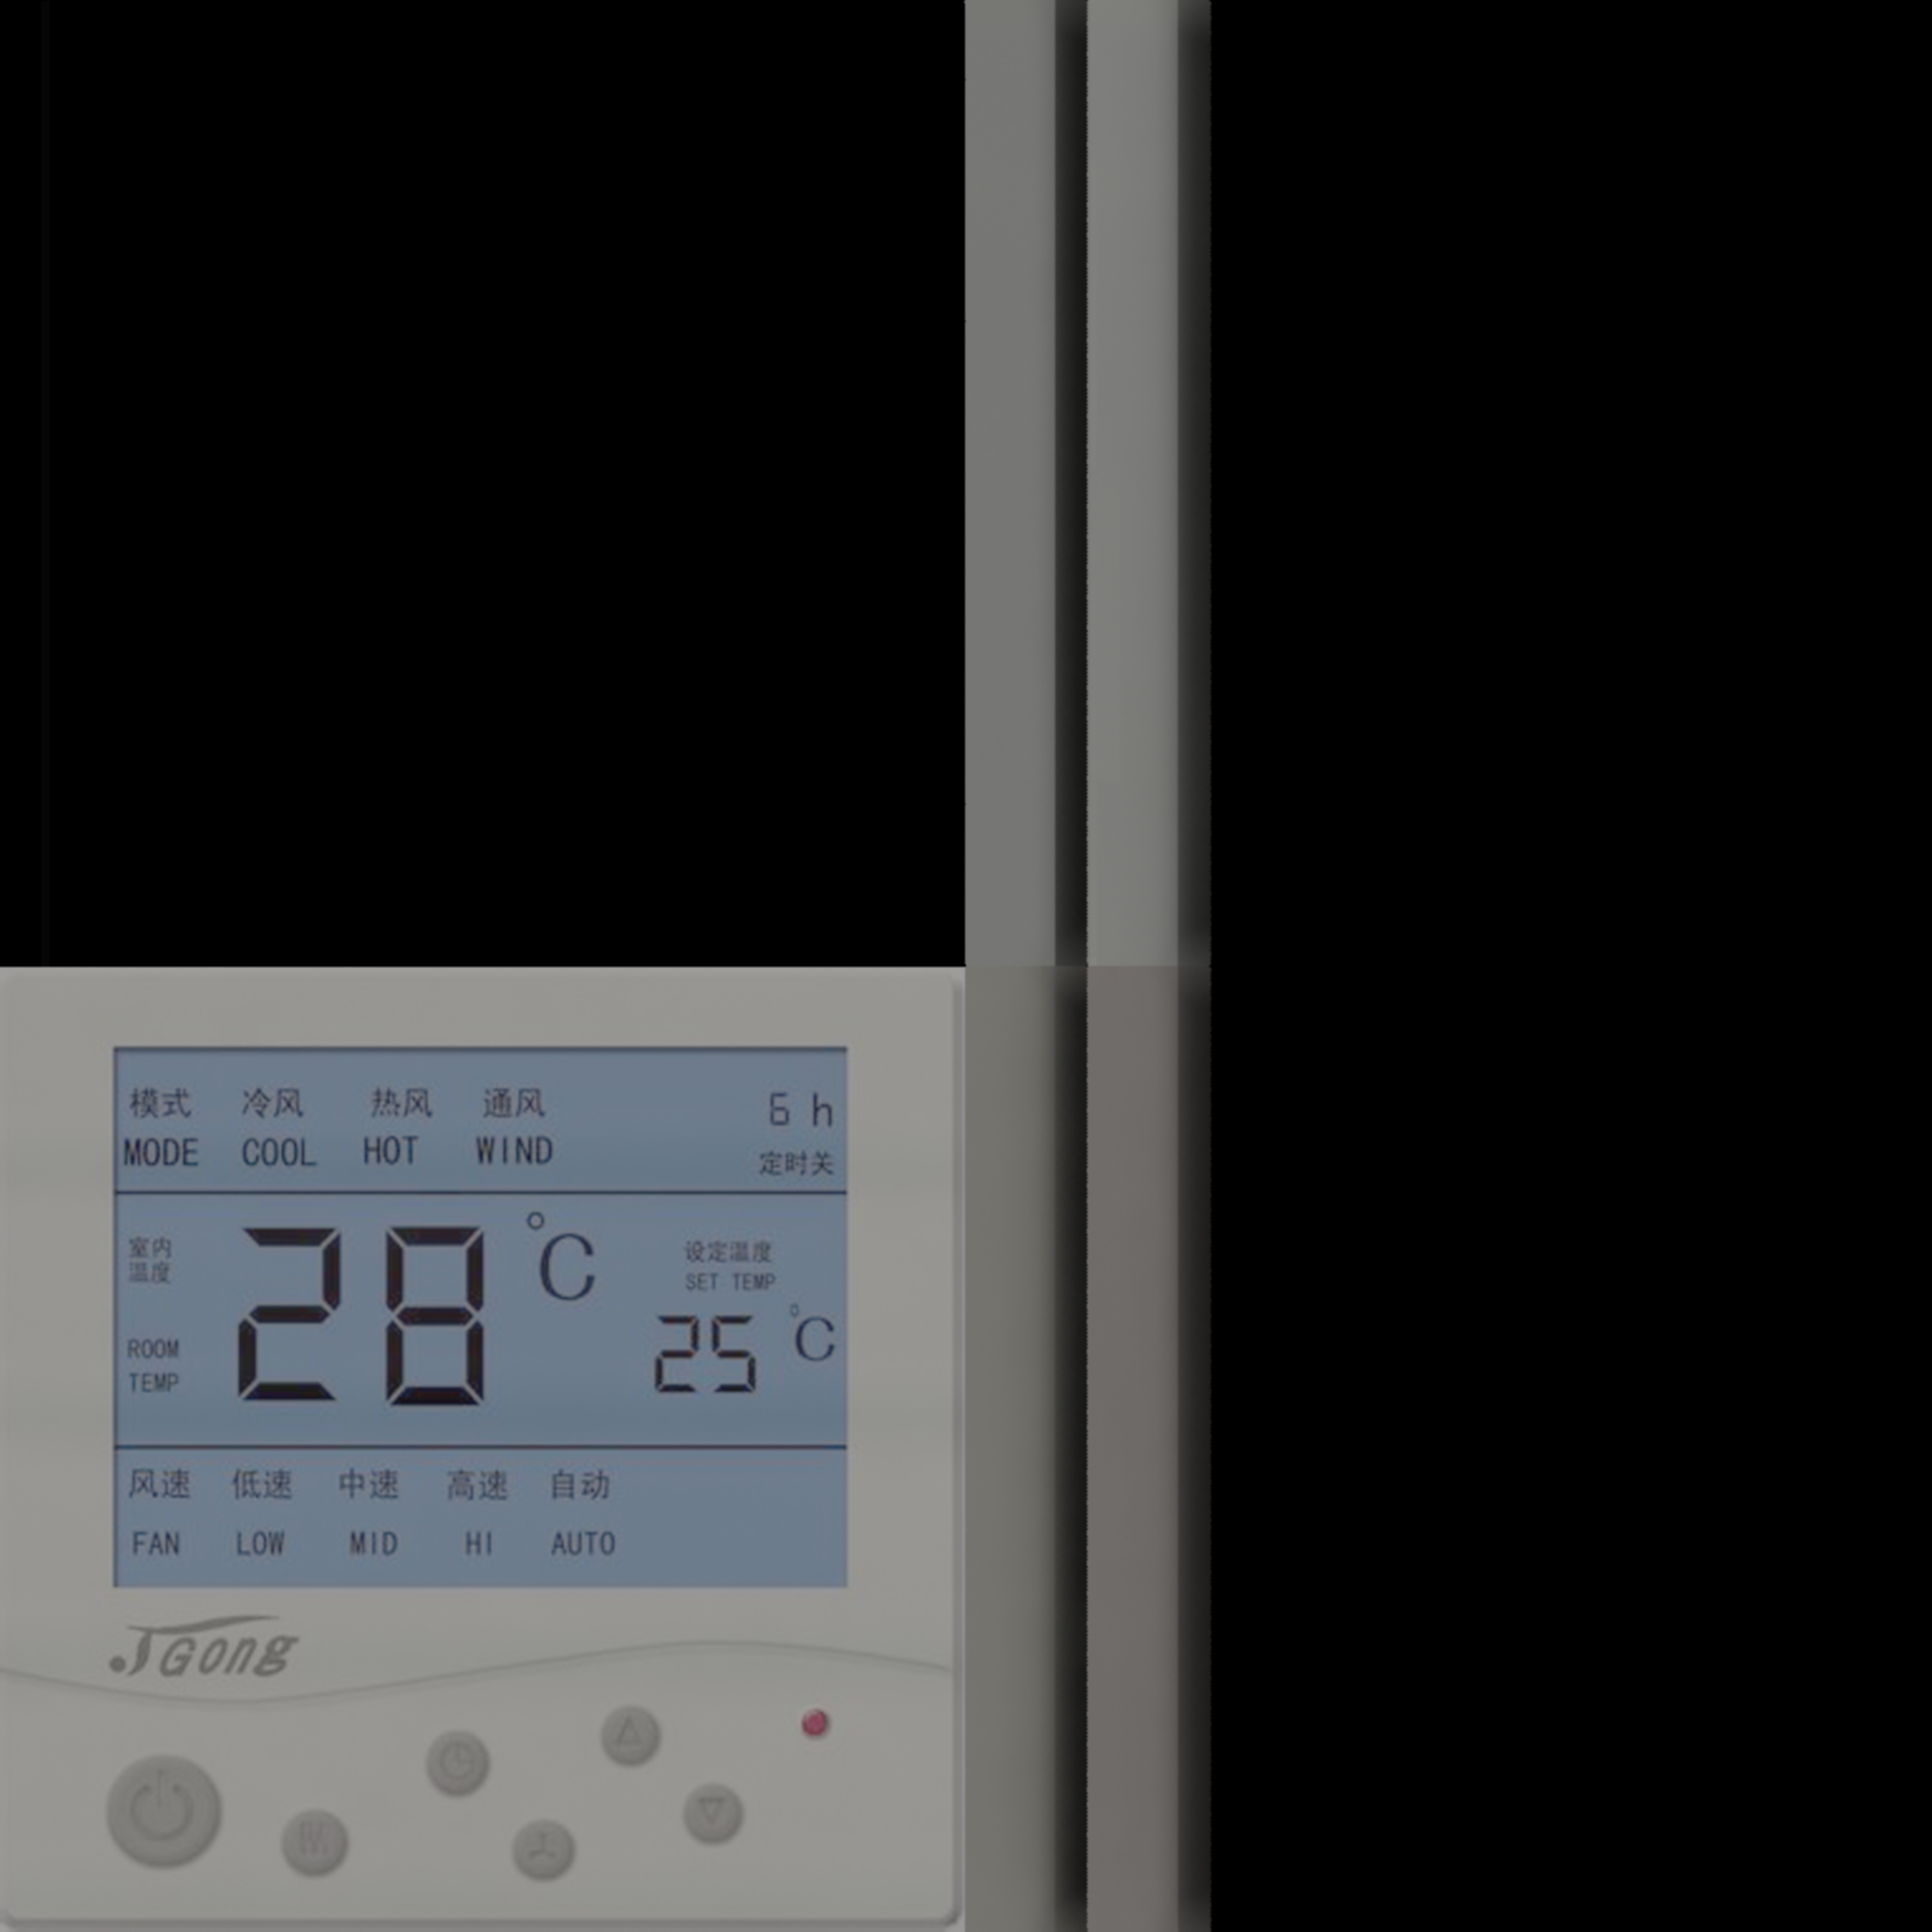 模式 冷风 热风 通风 6 h
MODE COOL HOT WIND 定时关
室内
温度
28 °C
设定温度
SET TEMP
25 °C
ROOM
TEMP
风速 低速 中速 高速 自动
FAN LOW MID HI AUTO
JGong
M